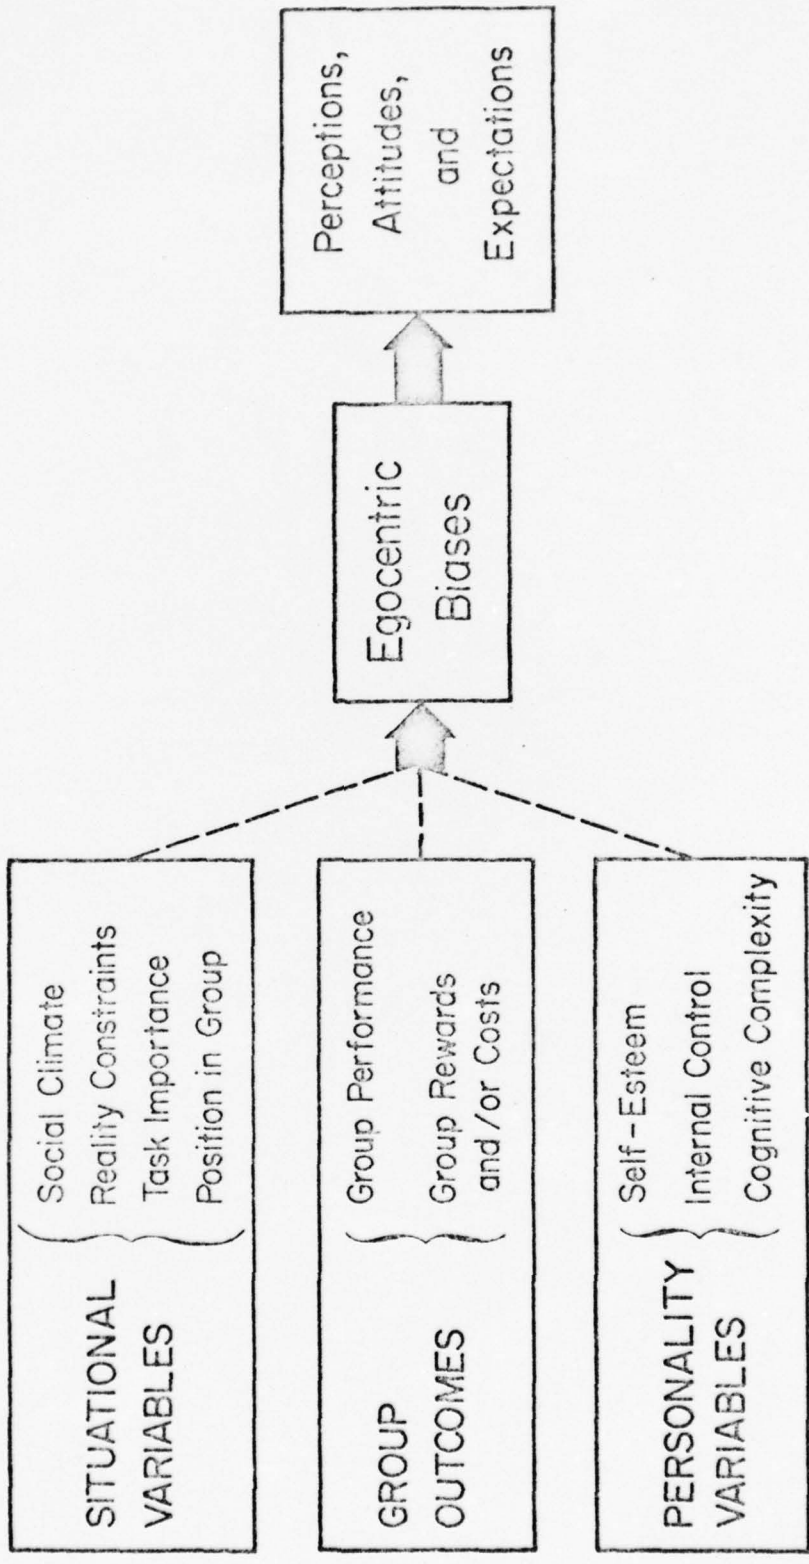 SITUATIONAL
VARIABLES
Social Climate
Reality Constraints
Task Importance
Position in Group
GROUP
OUTCOMES
Group Performance
Group Rewards
and/or Costs
PERSONALITY
VARIABLES
Self-Esteem
Internal Control
Cognitive Complexity
Egocentric
Biases
Perceptions,
Attitudes,
and
Expectations